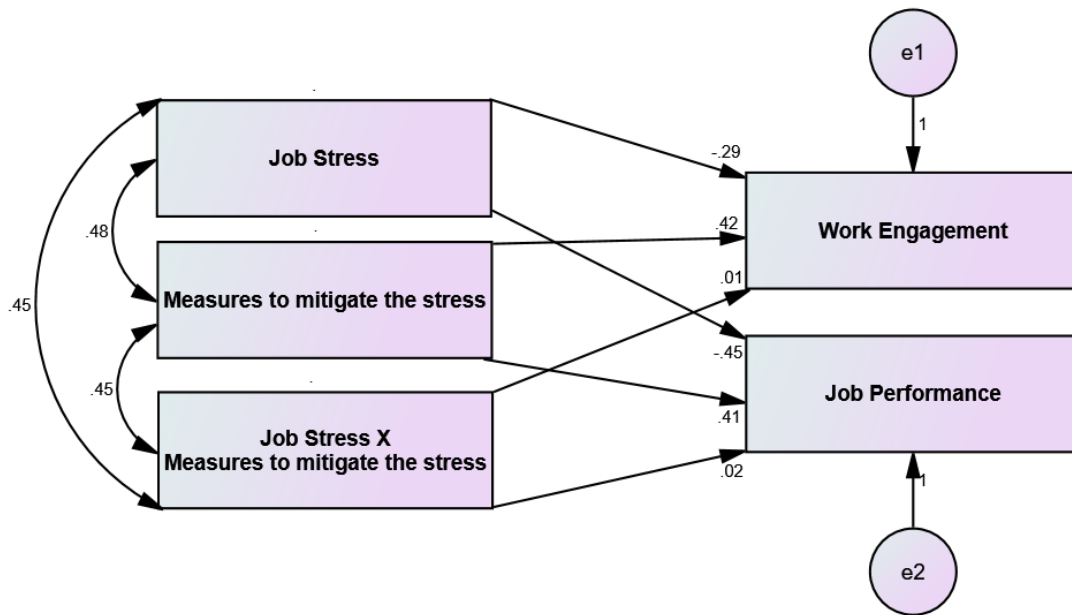 e1
1
Job Stress
-.29
.48
.42
Work Engagement
Measures to mitigate the stress
.01
.45
-.45
.45
Job Performance
.41
Job Stress X
Measures to mitigate the stress
.02
1
e2